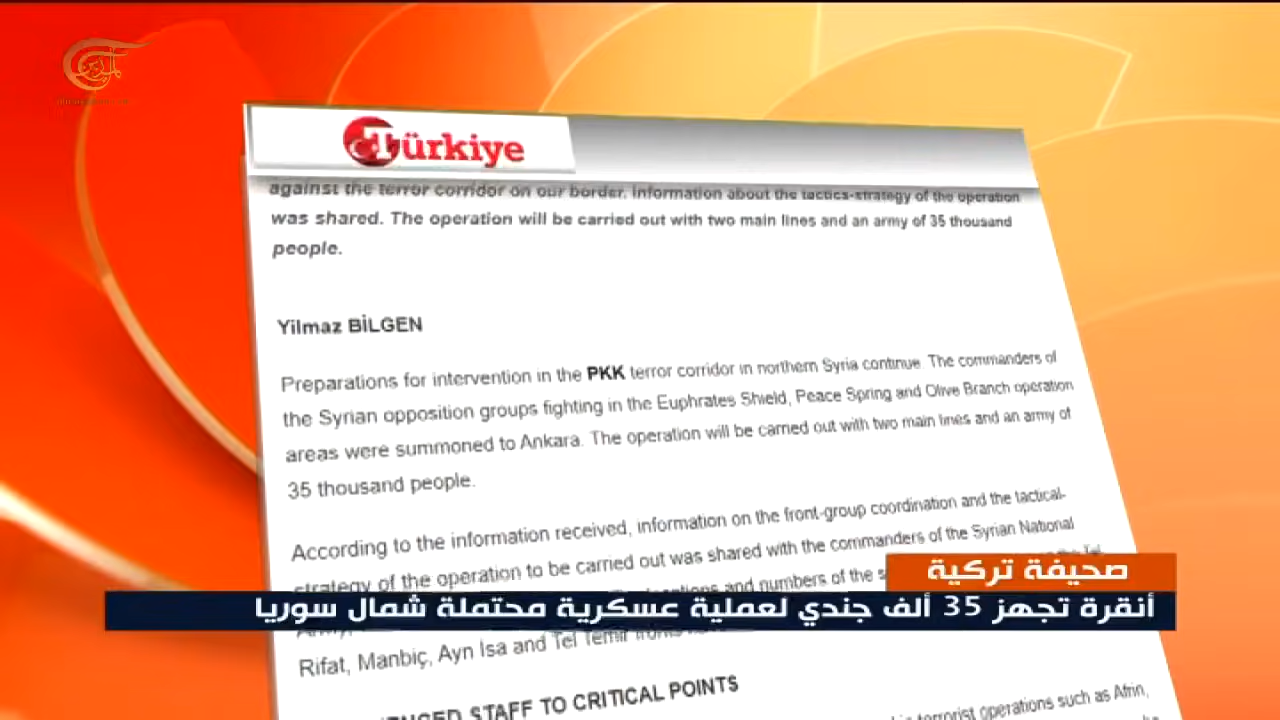 الميادين
Türkiye
against the terror corridor on our border. Information about the tactics-strategy of the operation
was shared. The operation will be carried out with two main lines and an army of 35 thousand
people.
Yilmaz BİLGEN
Preparations for intervention in the PKK terror corridor in northern Syria continue. The commanders of
the Syrian opposition groups fighting in the Euphrates Shield, Peace Spring and Olive Branch operation
areas were summoned to Ankara. The operation will be carried out with two main lines and an army of
35 thousand people.
According to the information received, information on the front-group coordination and the tactical-
strategy of the operation to be carried out was shared with the commanders of the Syrian National
and numbers of the
Rifat, Manbiç, Ayn Isa and Tel Temir fronts
STAFF TO CRITICAL POINTS
terrorist operations such as Afrin,
صحيفة تركية
أنقرة تجهز 35 ألف جندي لعملية عسكرية محتملة شمال سوريا